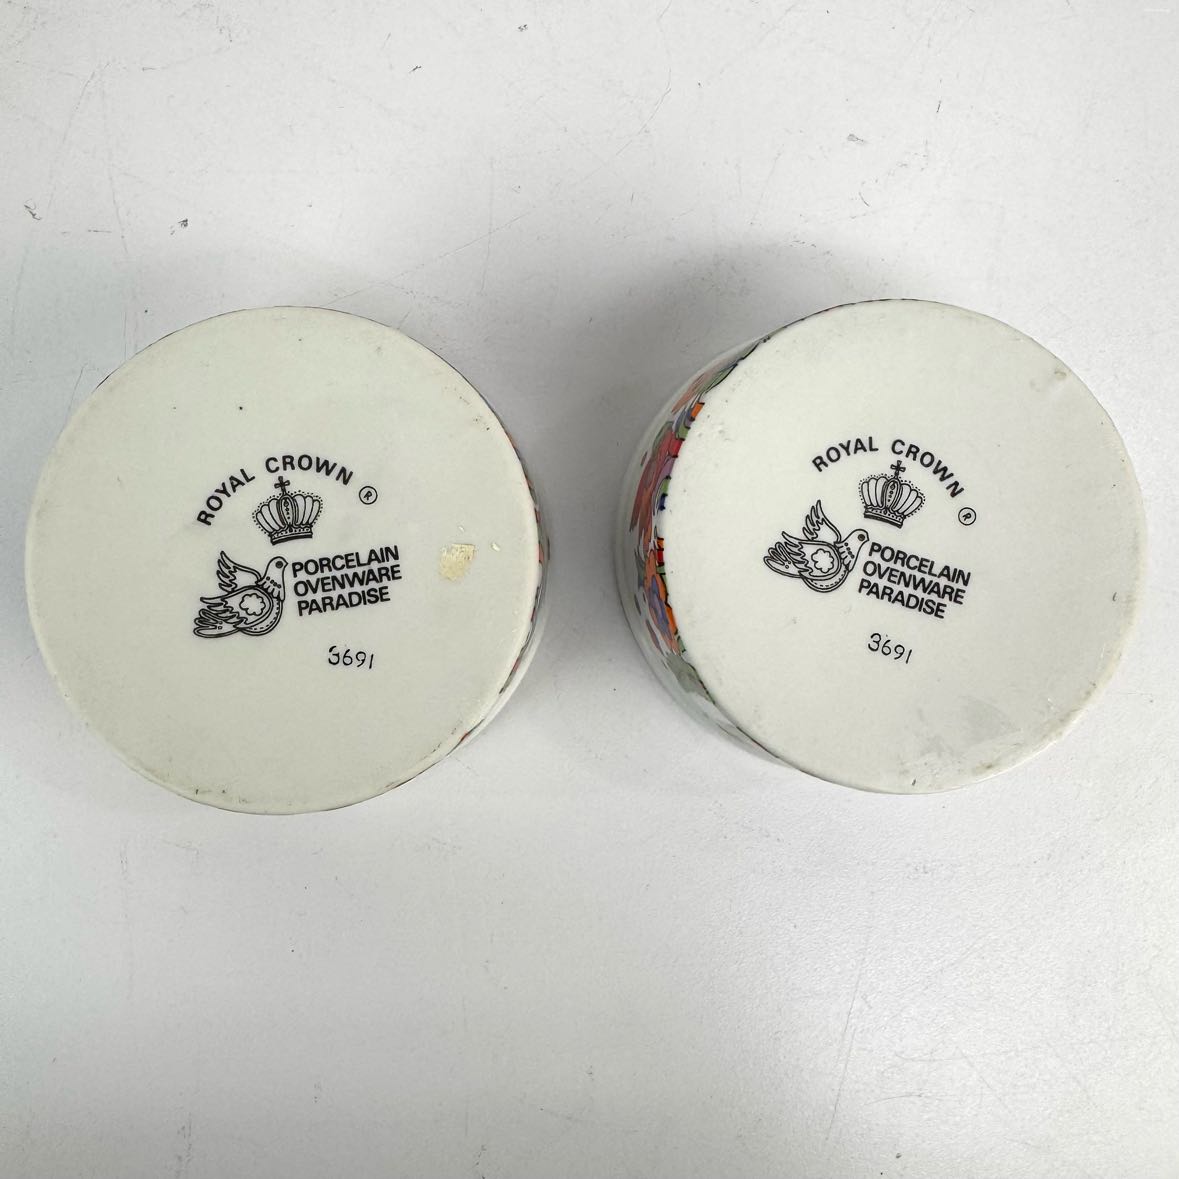 ROYAL CROWN ®
PORCELAIN
OVENWARE
PARADISE
3691
ROYAL CROWN ®
PORCELAIN
OVENWARE
PARADISE
3691